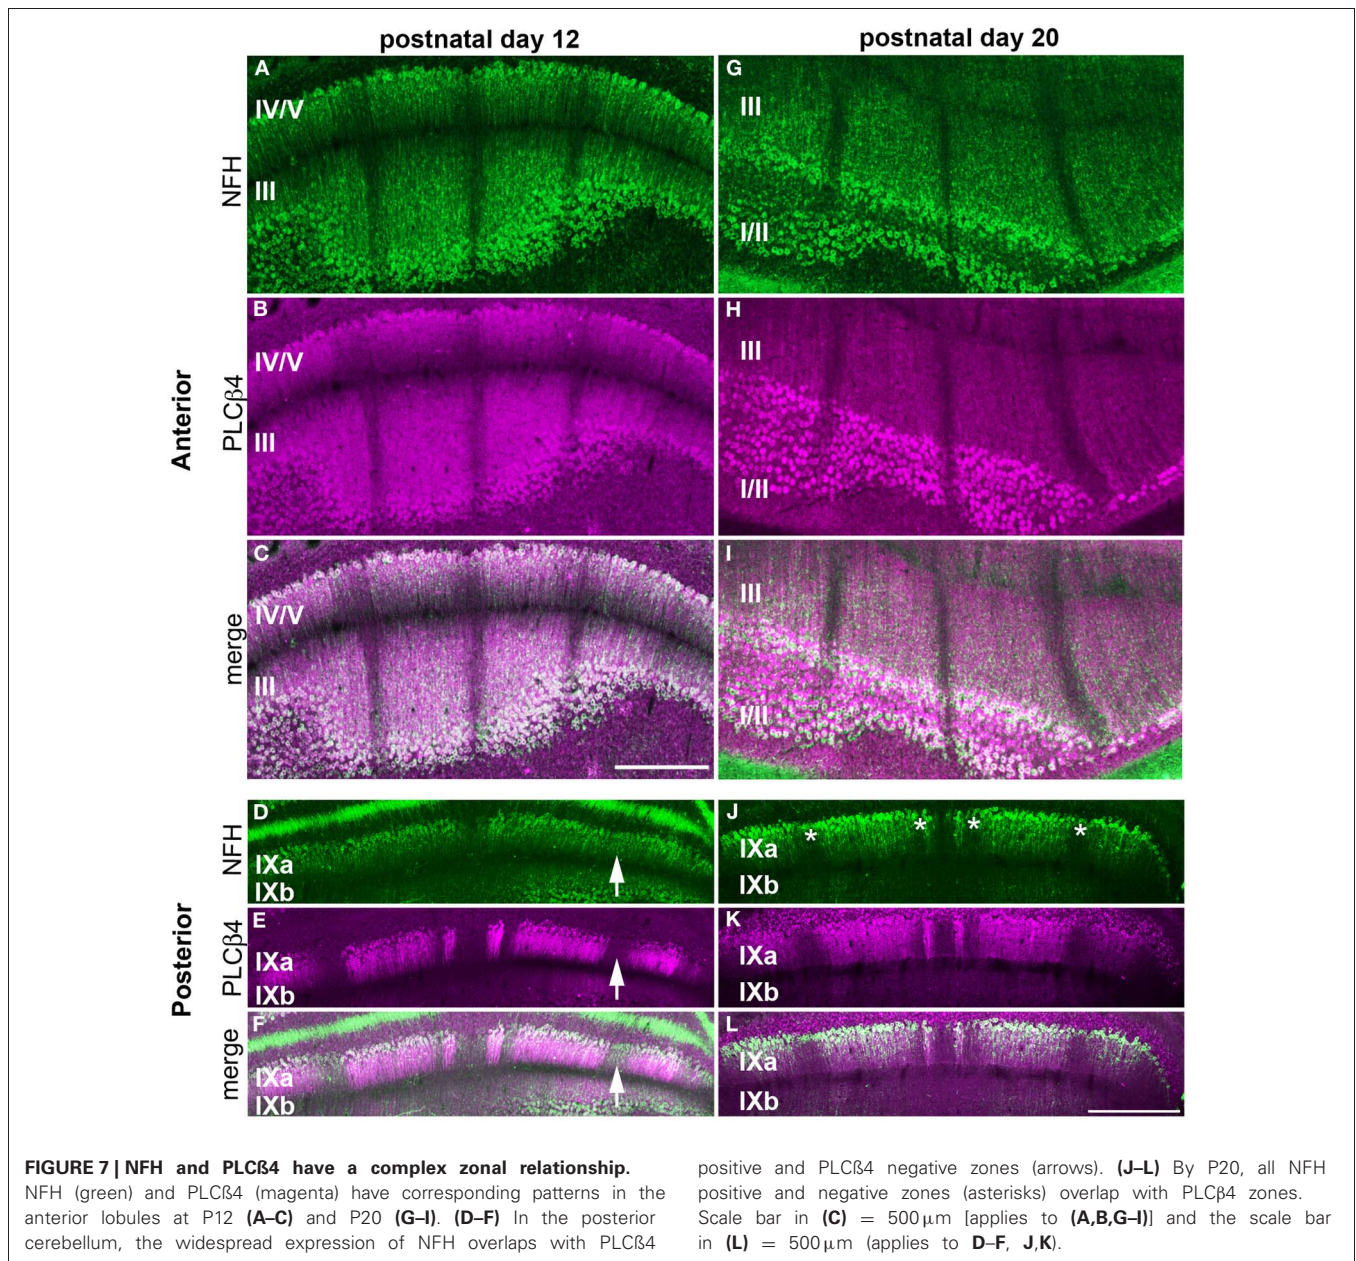 postnatal day 12
postnatal day 20
Anterior
NFH
A
IV/V
III
G
III
I/II
PLCβ4
B
IV/V
III
H
III
I/II
merge
C
IV/V
III
I
III
I/II
Posterior
NFH
D
IXa
IXb
J
* * * *
IXa
IXb
PLCβ4
E
IXa
IXb
K
IXa
IXb
merge
F
IXa
IXb
L
IXa
IXb
FIGURE 7 | NFH and PLCß4 have a complex zonal relationship.
NFH (green) and PLCß4 (magenta) have corresponding patterns in the
anterior lobules at P12 (A–C) and P20 (G–I). (D–F) In the posterior
cerebellum, the widespread expression of NFH overlaps with PLCß4
positive and PLCß4 negative zones (arrows). (J–L) By P20, all NFH
positive and negative zones (asterisks) overlap with PLCβ4 zones.
Scale bar in (C) = 500 μm [applies to (A,B,G–I)] and the scale bar
in (L) = 500 μm (applies to D–F, J,K).